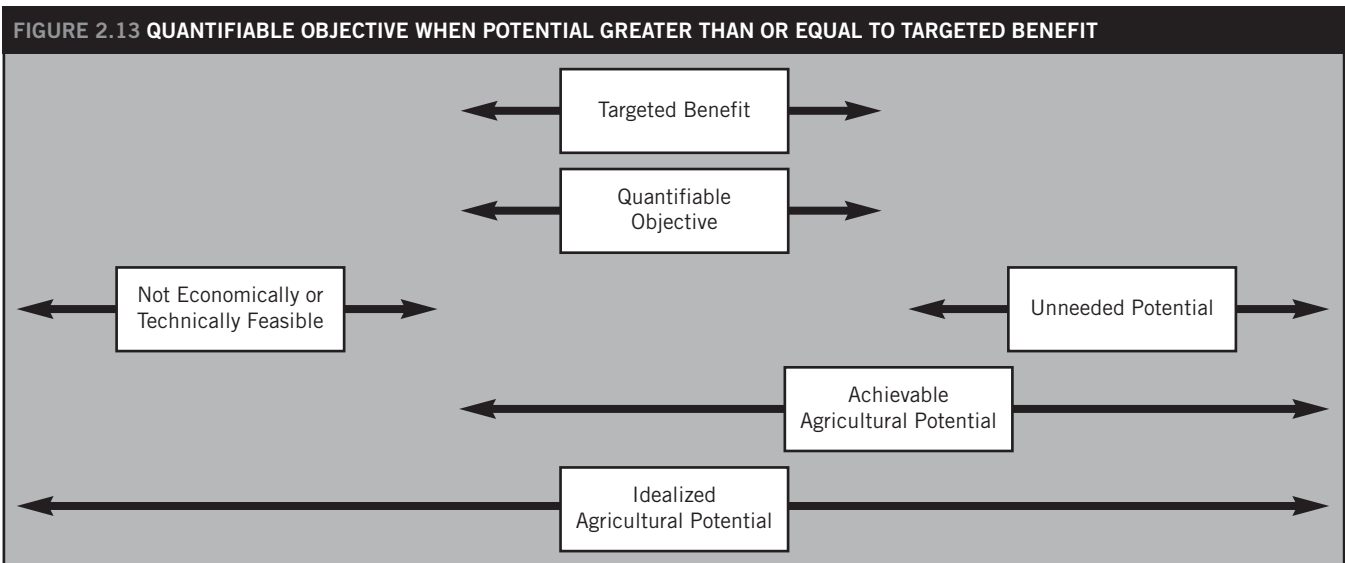 FIGURE 2.13 QUANTIFIABLE OBJECTIVE WHEN POTENTIAL GREATER THAN OR EQUAL TO TARGETED BENEFIT
Targeted Benefit
Quantifiable
Objective
Not Economically or
Technically Feasible
Unneeded Potential
Achievable
Agricultural Potential
Idealized
Agricultural Potential